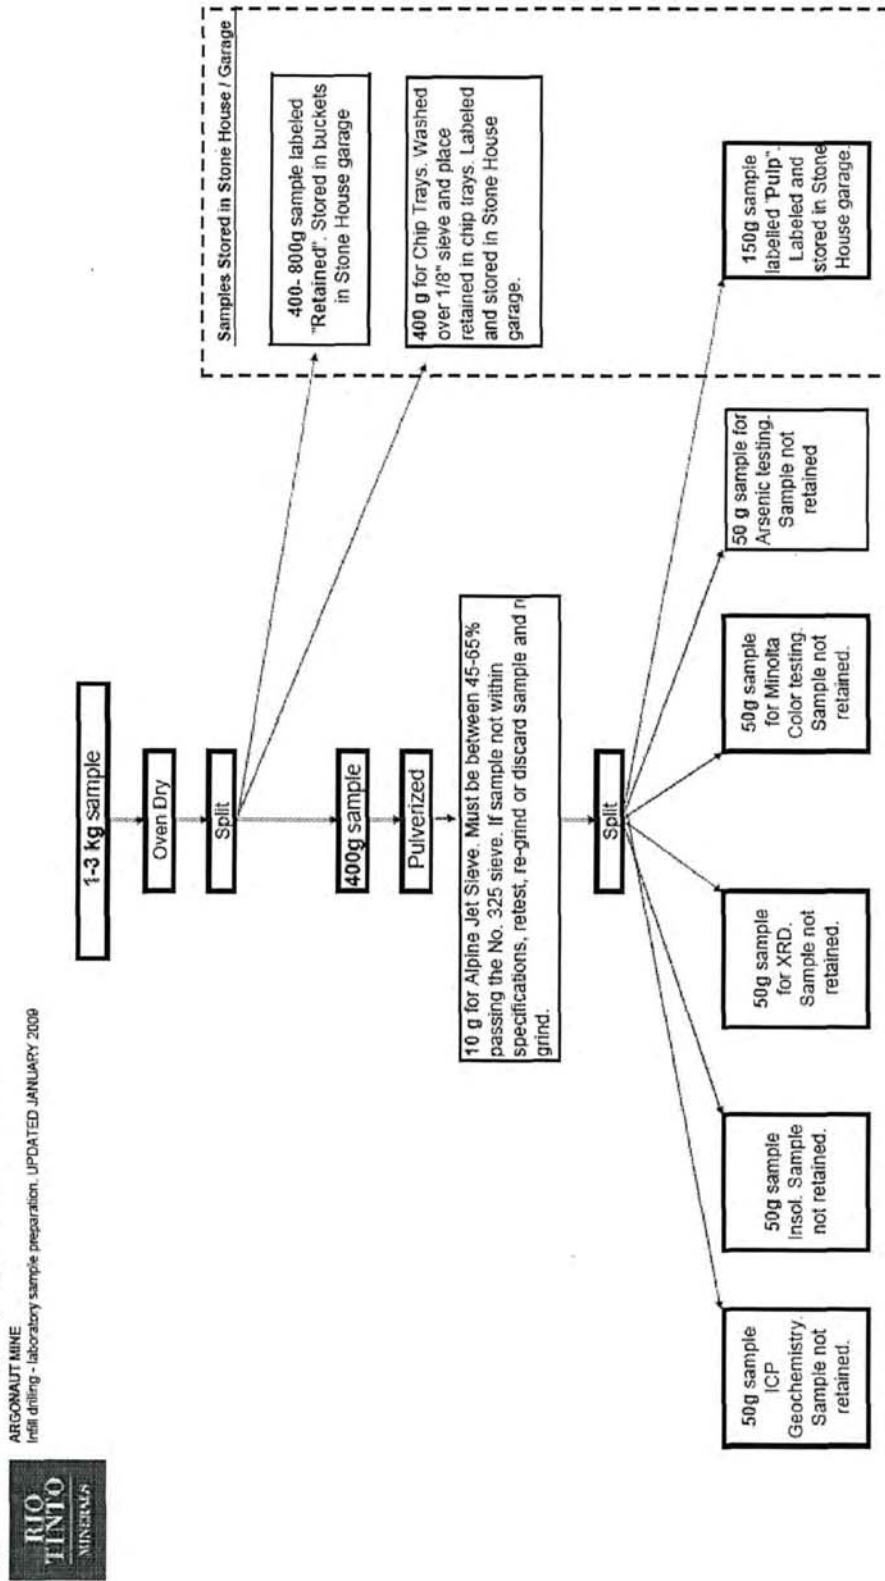 RIO
TINTO
MINERALS
ARGONAUT MINE
Infill drilling - laboratory sample preparation, UPDATED JANUARY 2009
1-3 kg sample
Oven Dry
Split
Samples Stored in Stone House / Garage
400- 800g sample labeled
"Retained". Stored in buckets
in Stone House garage
400 g for Chip Trays. Washed
over 1/8" sieve and place
retained in chip trays. Labeled
and stored in Stone House
garage.
400g sample
Pulverized
10 g for Alpine Jet Sieve. Must be between 45-65%
passing the No. 325 sieve. If sample not within
specifications, retest, re-grind or discard sample and re
grind.
Split
50g sample
ICP
Geochemistry.
Sample not
retained.
50g sample
Insol. Sample
not retained.
50g sample
for XRD.
Sample not
retained.
50g sample
for Minolta
Color testing.
Sample not
retained.
50 g sample for
Arsenic testing.
Sample not
retained
150g sample
labelled "Pulp".
Labeled and
stored in Stone
House garage.